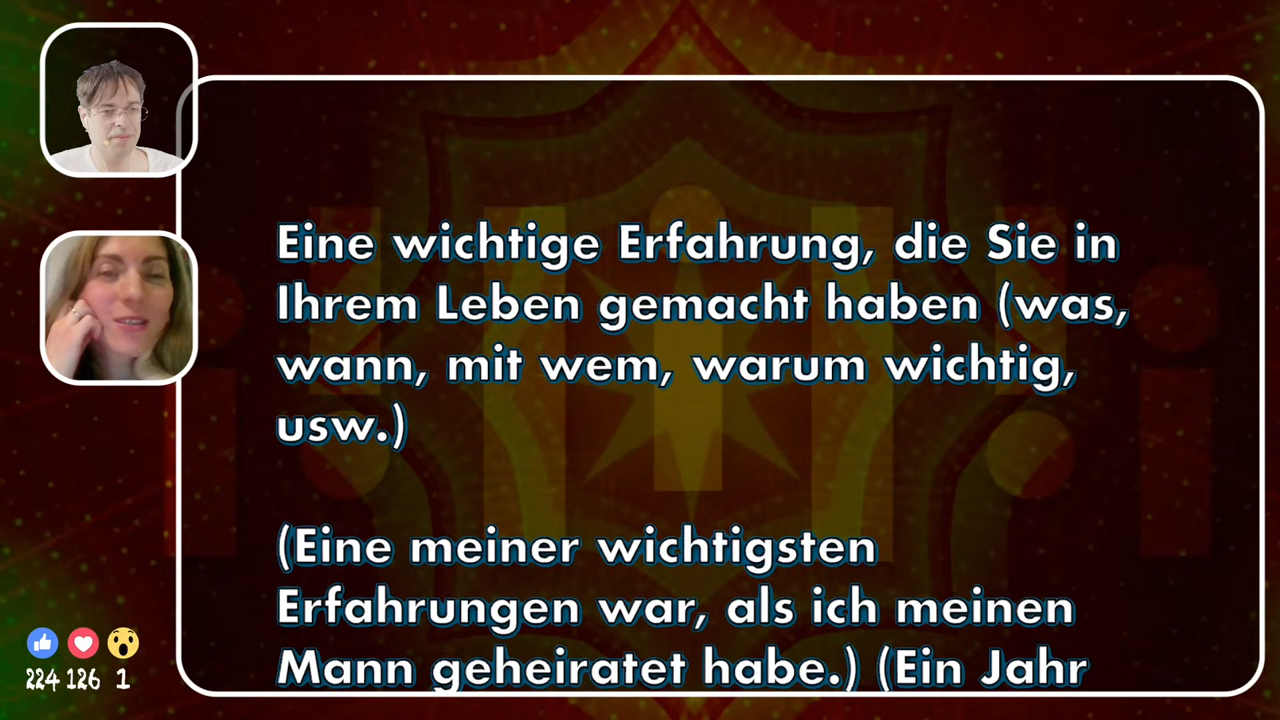 Eine wichtige Erfahrung, die Sie in
Ihrem Leben gemacht haben (was,
wann, mit wem, warum wichtig,
usw.)
(Eine meiner wichtigsten
Erfahrungen war, als ich meinen
Mann geheiratet habe.) (Ein Jahr
224 126 1